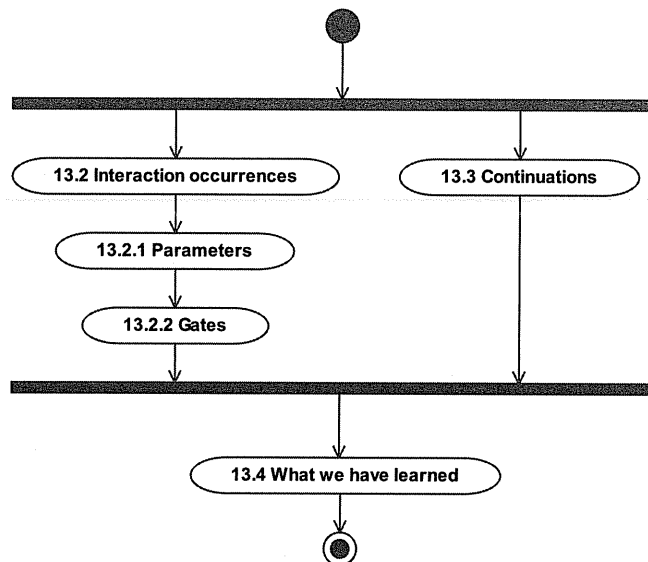 13.2 Interaction occurrences
13.3 Continuations
13.2.1 Parameters
13.2.2 Gates
13.4 What we have learned